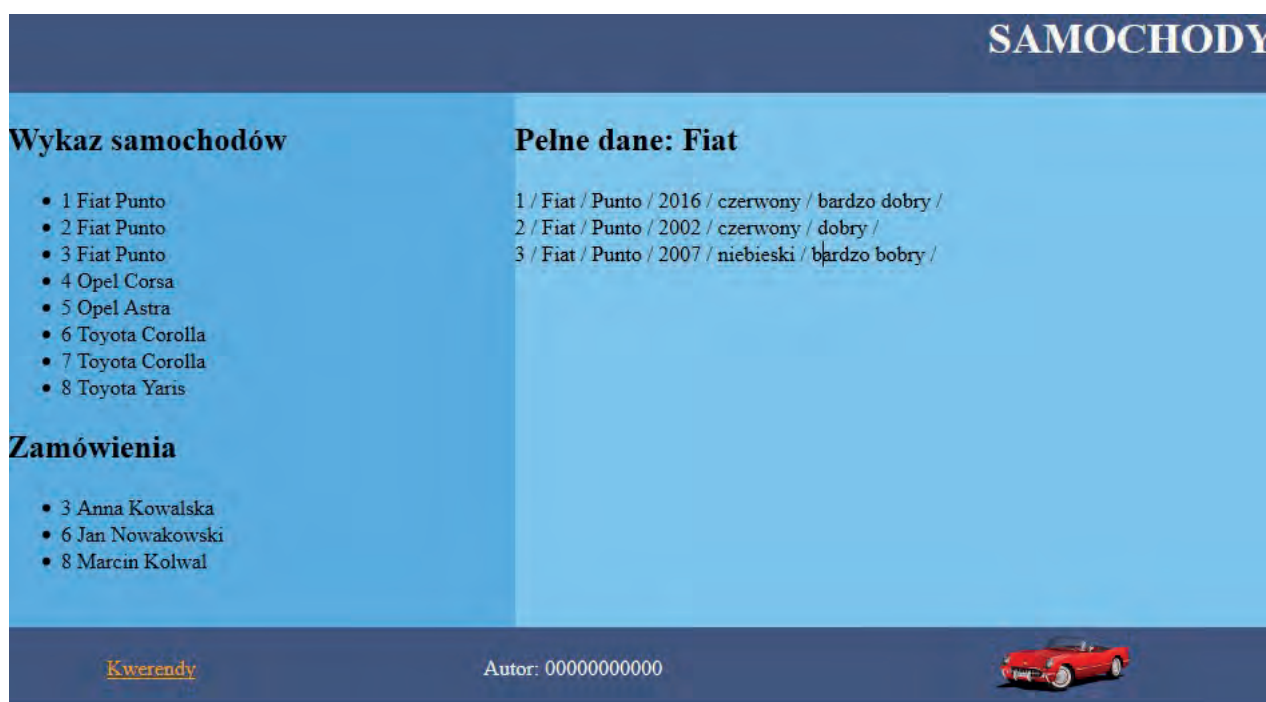 SAMOCHODY
Wykaz samochodów
1 Fiat Punto
2 Fiat Punto
3 Fiat Punto
4 Opel Corsa
5 Opel Astra
6 Toyota Corolla
7 Toyota Corolla
8 Toyota Yaris
Zamówienia
3 Anna Kowalska
6 Jan Nowakowski
8 Marcin Kolwal
Pełne dane: Fiat
1 / Fiat / Punto / 2016 / czerwony / bardzo dobry /
2 / Fiat / Punto / 2002 / czerwony / dobry /
3 / Fiat / Punto / 2007 / niebieski / bardzo bobry /
Kwerendy
Autor: 00000000000